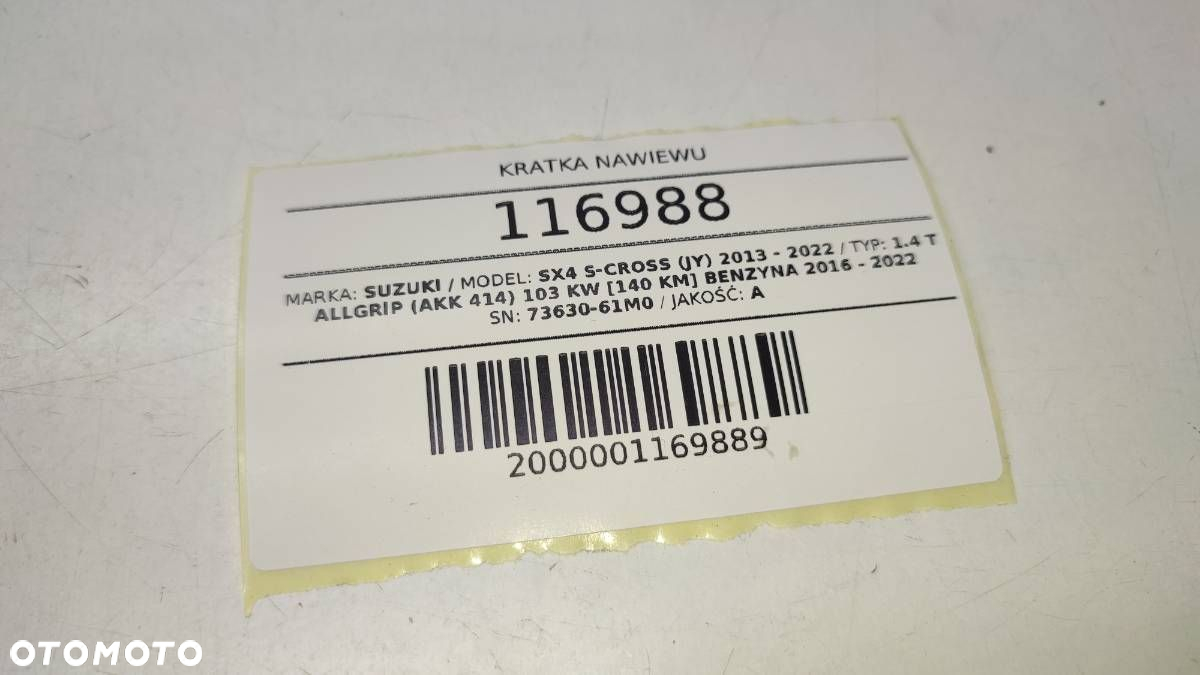 KRATKA NAWIEWU
116988
MARKA: SUZUKI / MODEL: SX4 S-CROSS (JY) 2013 - 2022 / TYP: 1.4 T
ALLGRIP (AKK 414) 103 KW [140 KM] BENZYNA 2016 - 2022
SN: 73630-61M0 / JAKOŚĆ: A
2000001169889
OTOMOTO